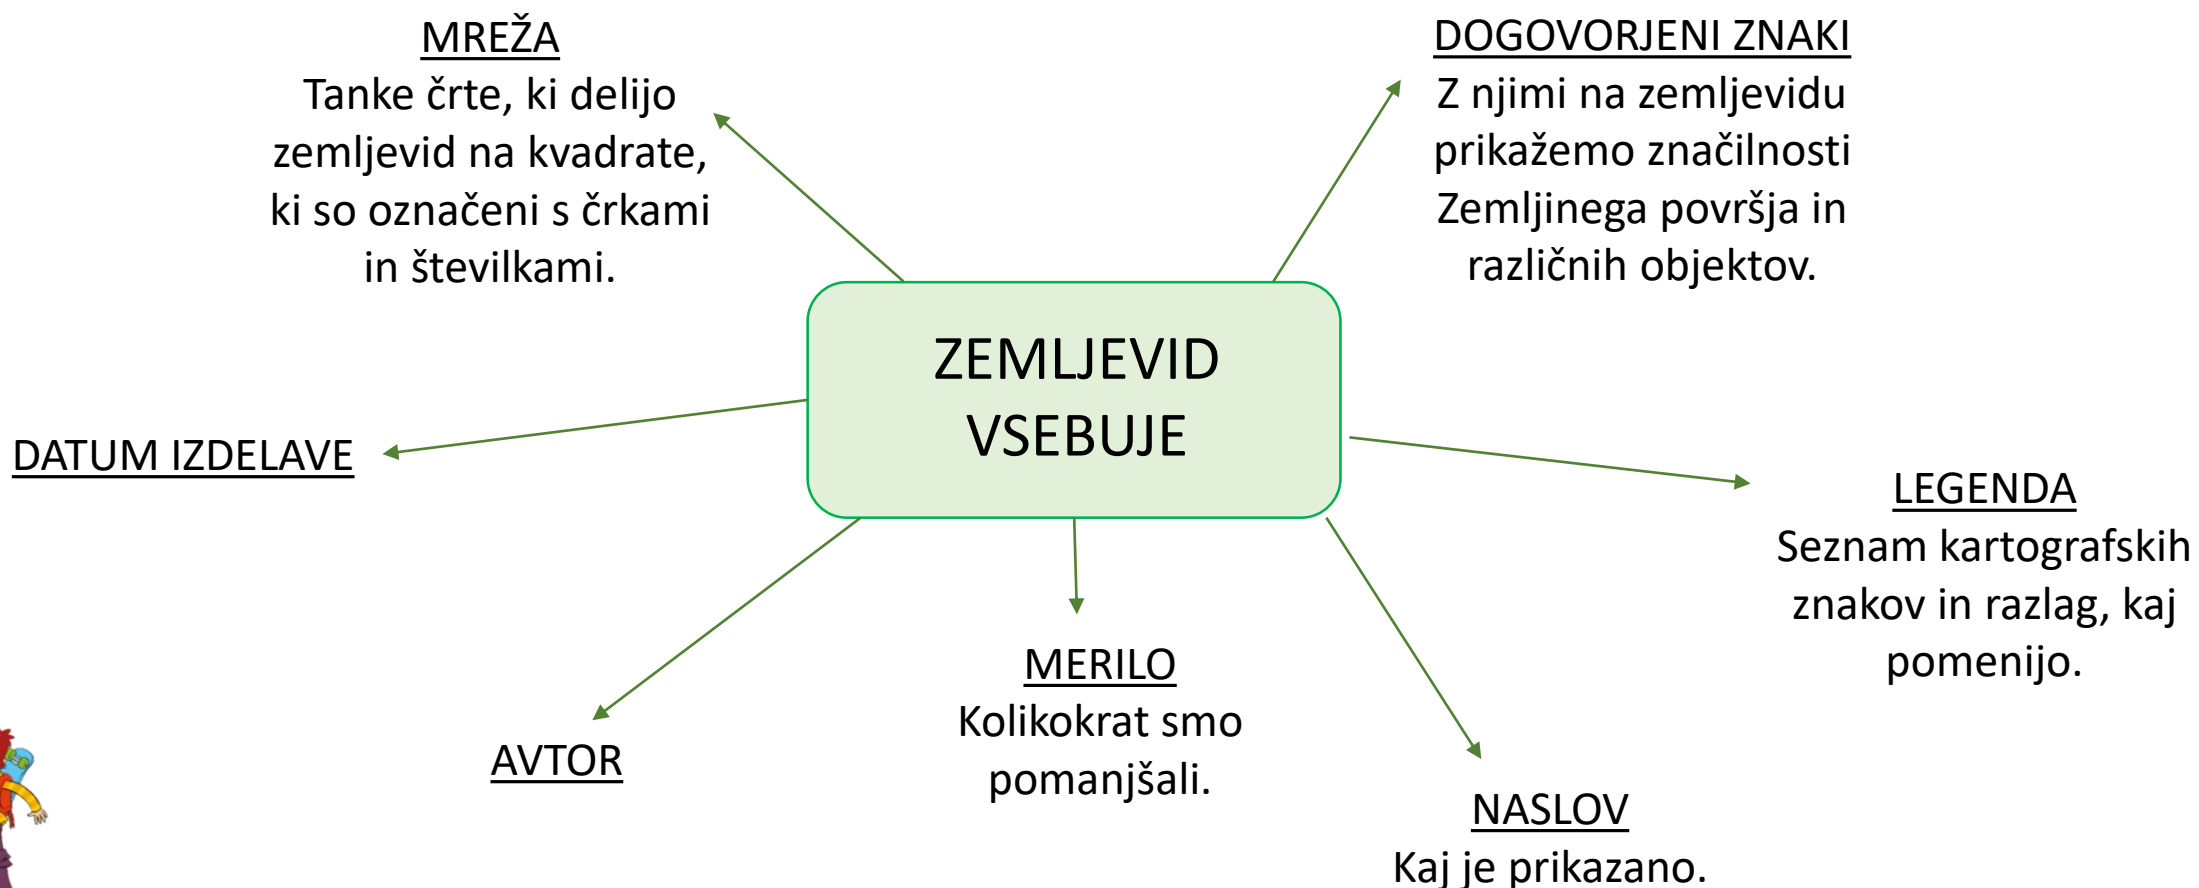 MREŽA
Tanke črte, ki delijo
zemljevid na kvadrate,
ki so označeni s črkami
in številkami.
DOGOVORJENI ZNAKI
Z njimi na zemljevidu
prikažemo značilnosti
Zemljinega površja in
različnih objektov.
ZEMLJEVID
VSEBUJE
DATUM IZDELAVE
LEGENDA
Seznam kartografskih
znakov in razlag, kaj
pomenijo.
AVTOR
MERILO
Kolikokrat smo
pomanjšali.
NASLOV
Kaj je prikazano.